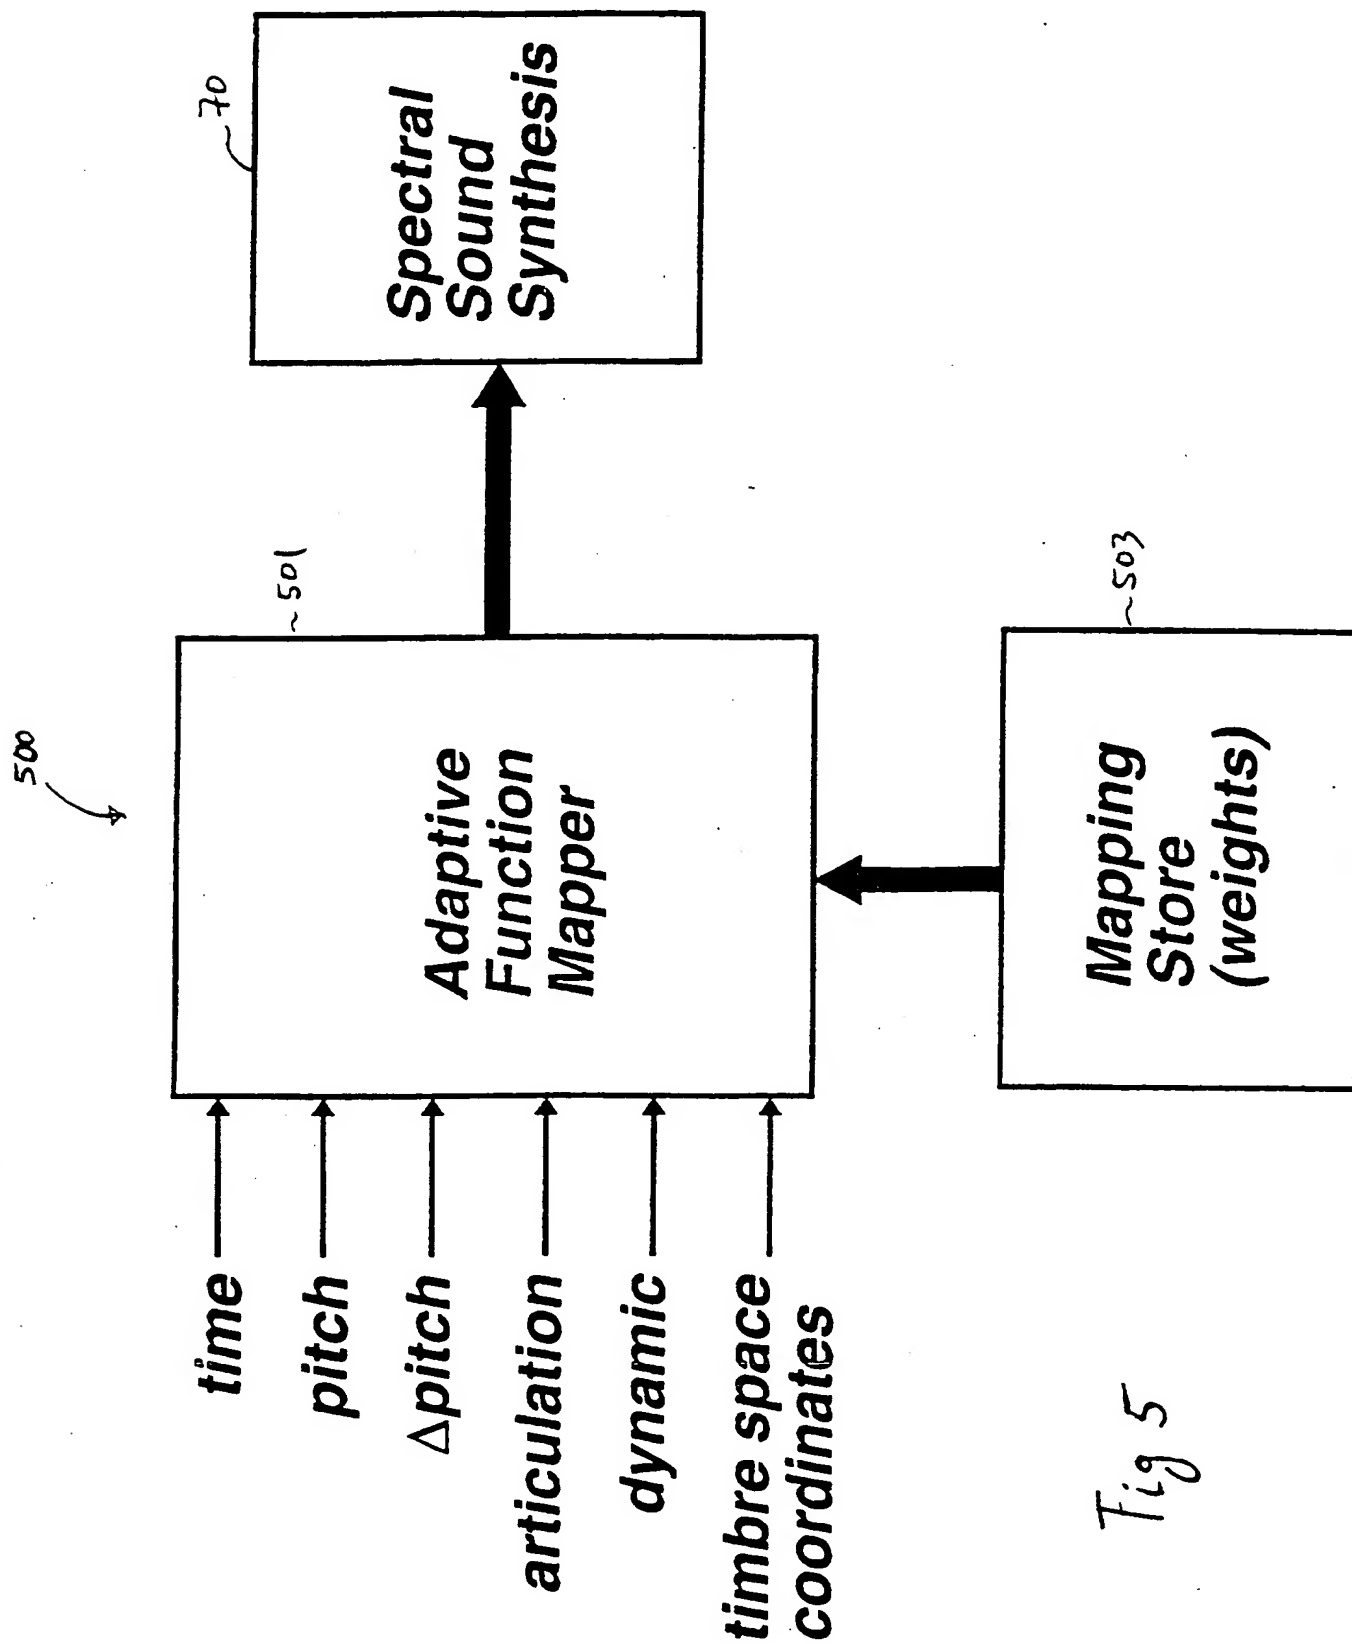 500
time
pitch
Δpitch
articulation
dynamic
timbre space
coordinates
~501
Adaptive
Function
Mapper
~503
Mapping
Store
(weights)
~70
Spectral
Sound
Synthesis
Fig 5